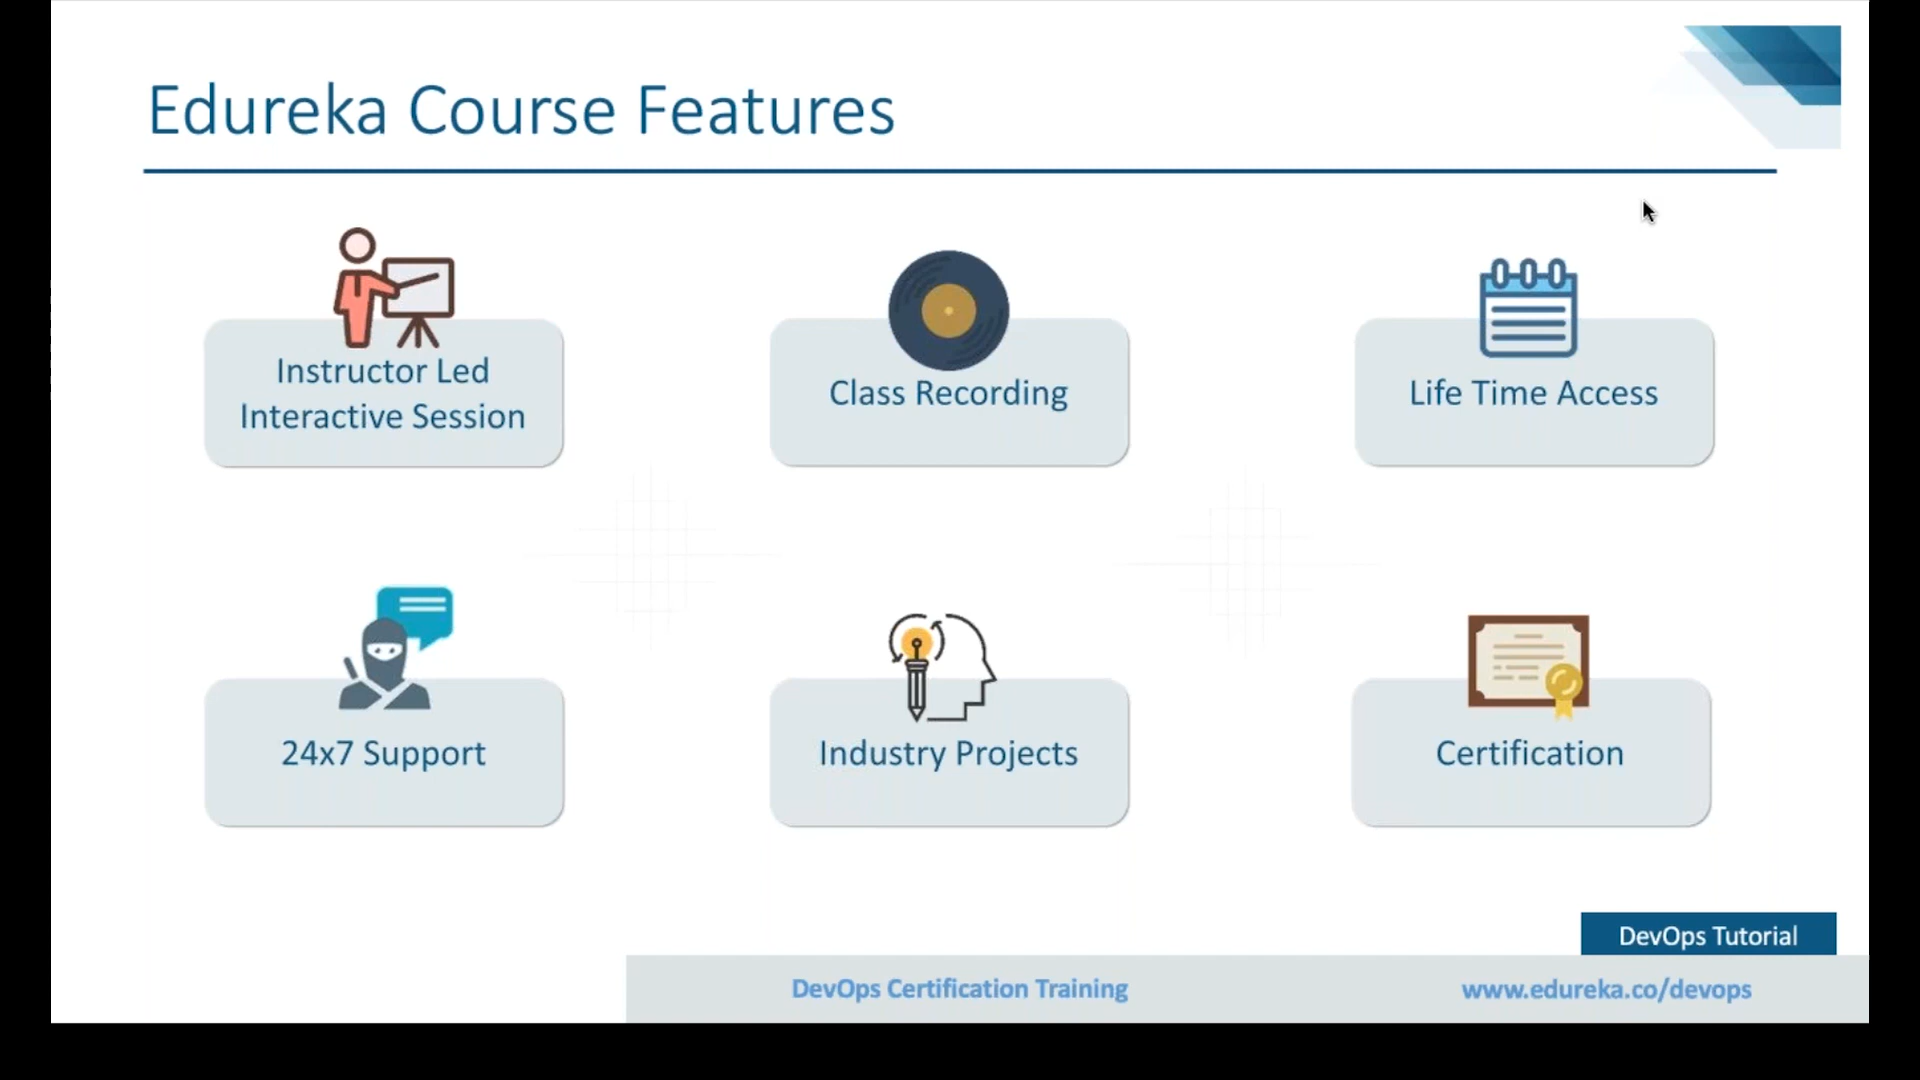 Edureka Course Features
Instructor Led
Interactive Session
Class Recording
Life Time Access
24x7 Support
Industry Projects
Certification
DevOps Tutorial
DevOps Certification Training
www.edureka.co/devops